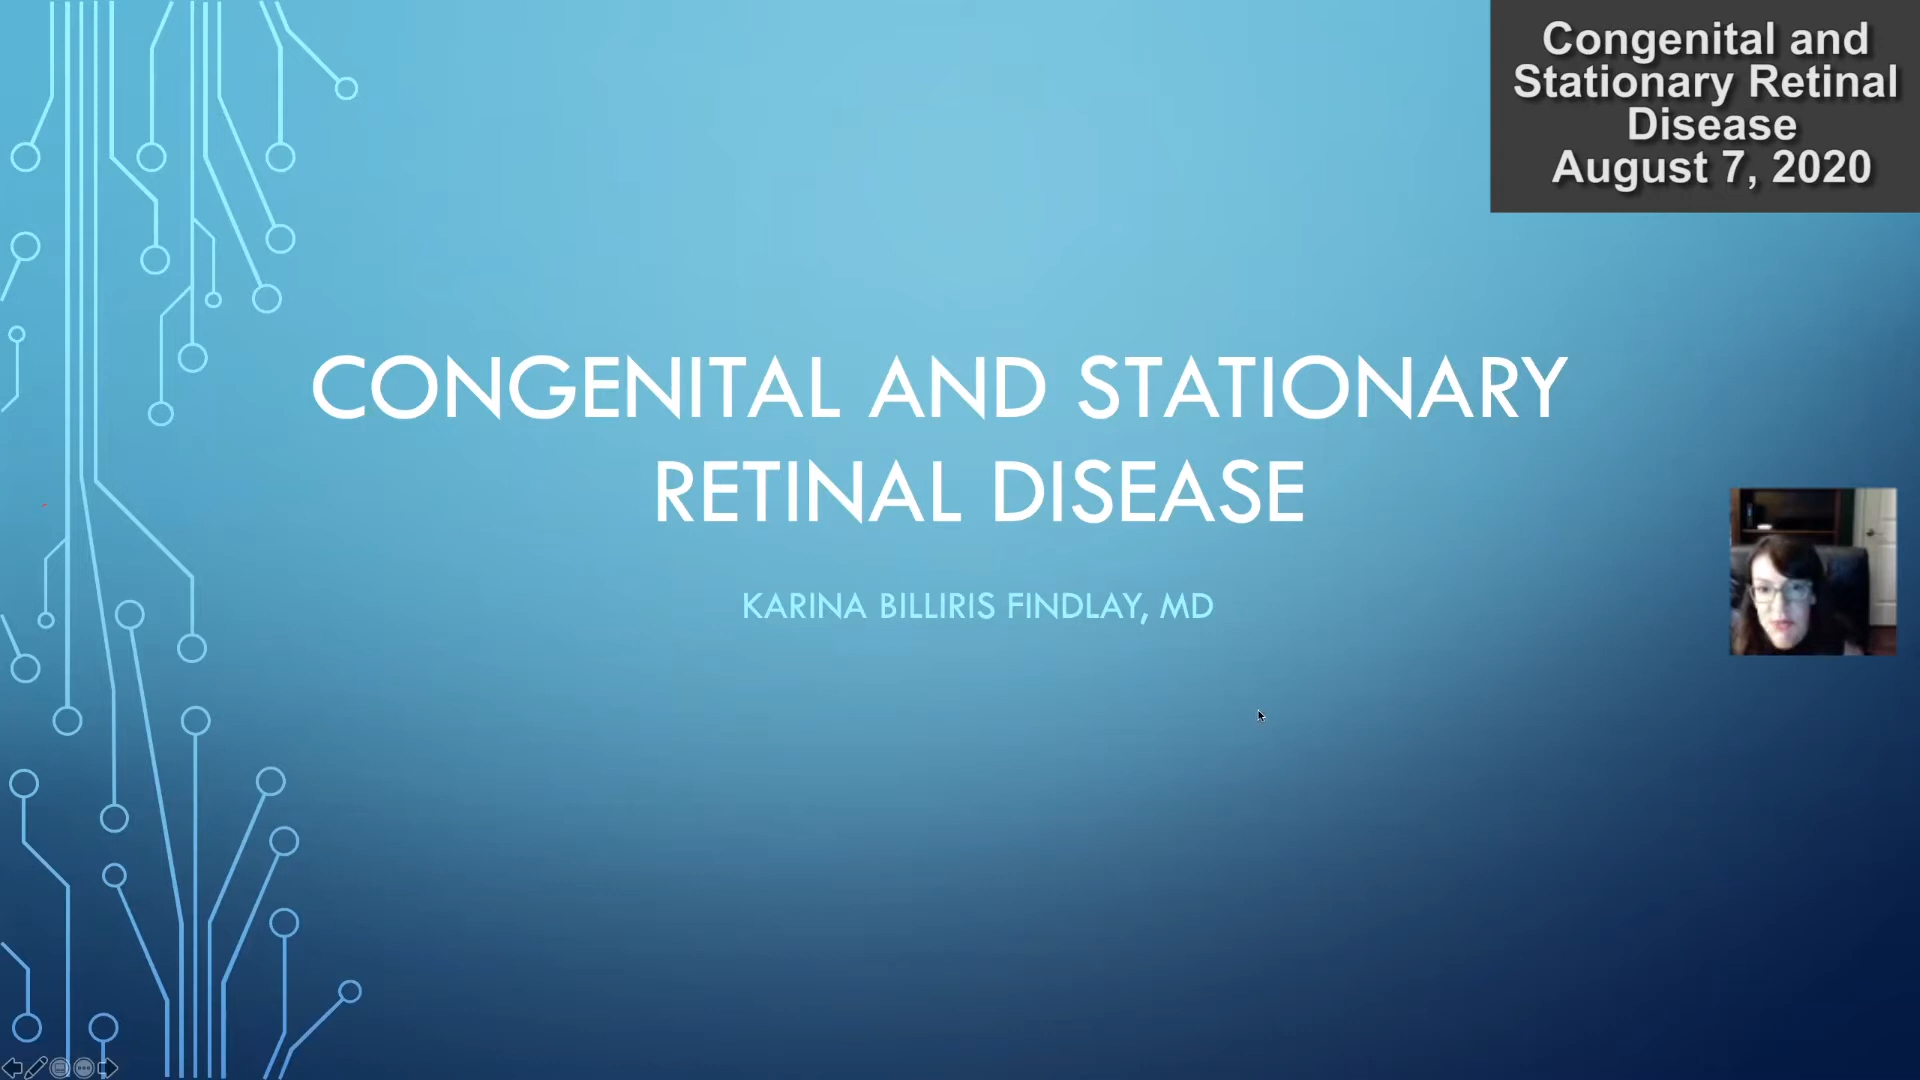 Congenital and
Stationary Retinal
Disease
August 7, 2020
CONGENITAL AND STATIONARY
RETINAL DISEASE
KARINA BILLIRIS FINDLAY, MD